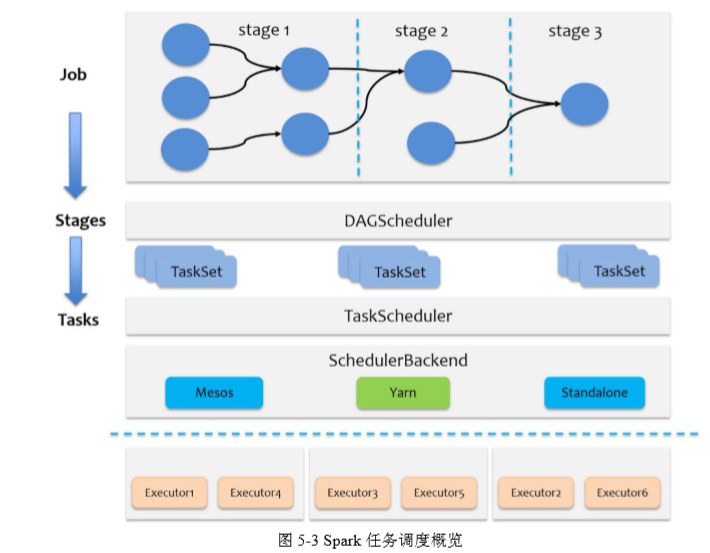 stage 1
stage 2
stage 3
Job
Stages
DAGScheduler
TaskSet
TaskSet
TaskSet
Tasks
TaskScheduler
SchedulerBackend
Mesos
Yarn
Standalone
Executor1
Executor4
Executor3
Executor5
Executor2
Executor6
图 5-3 Spark 任务调度概览